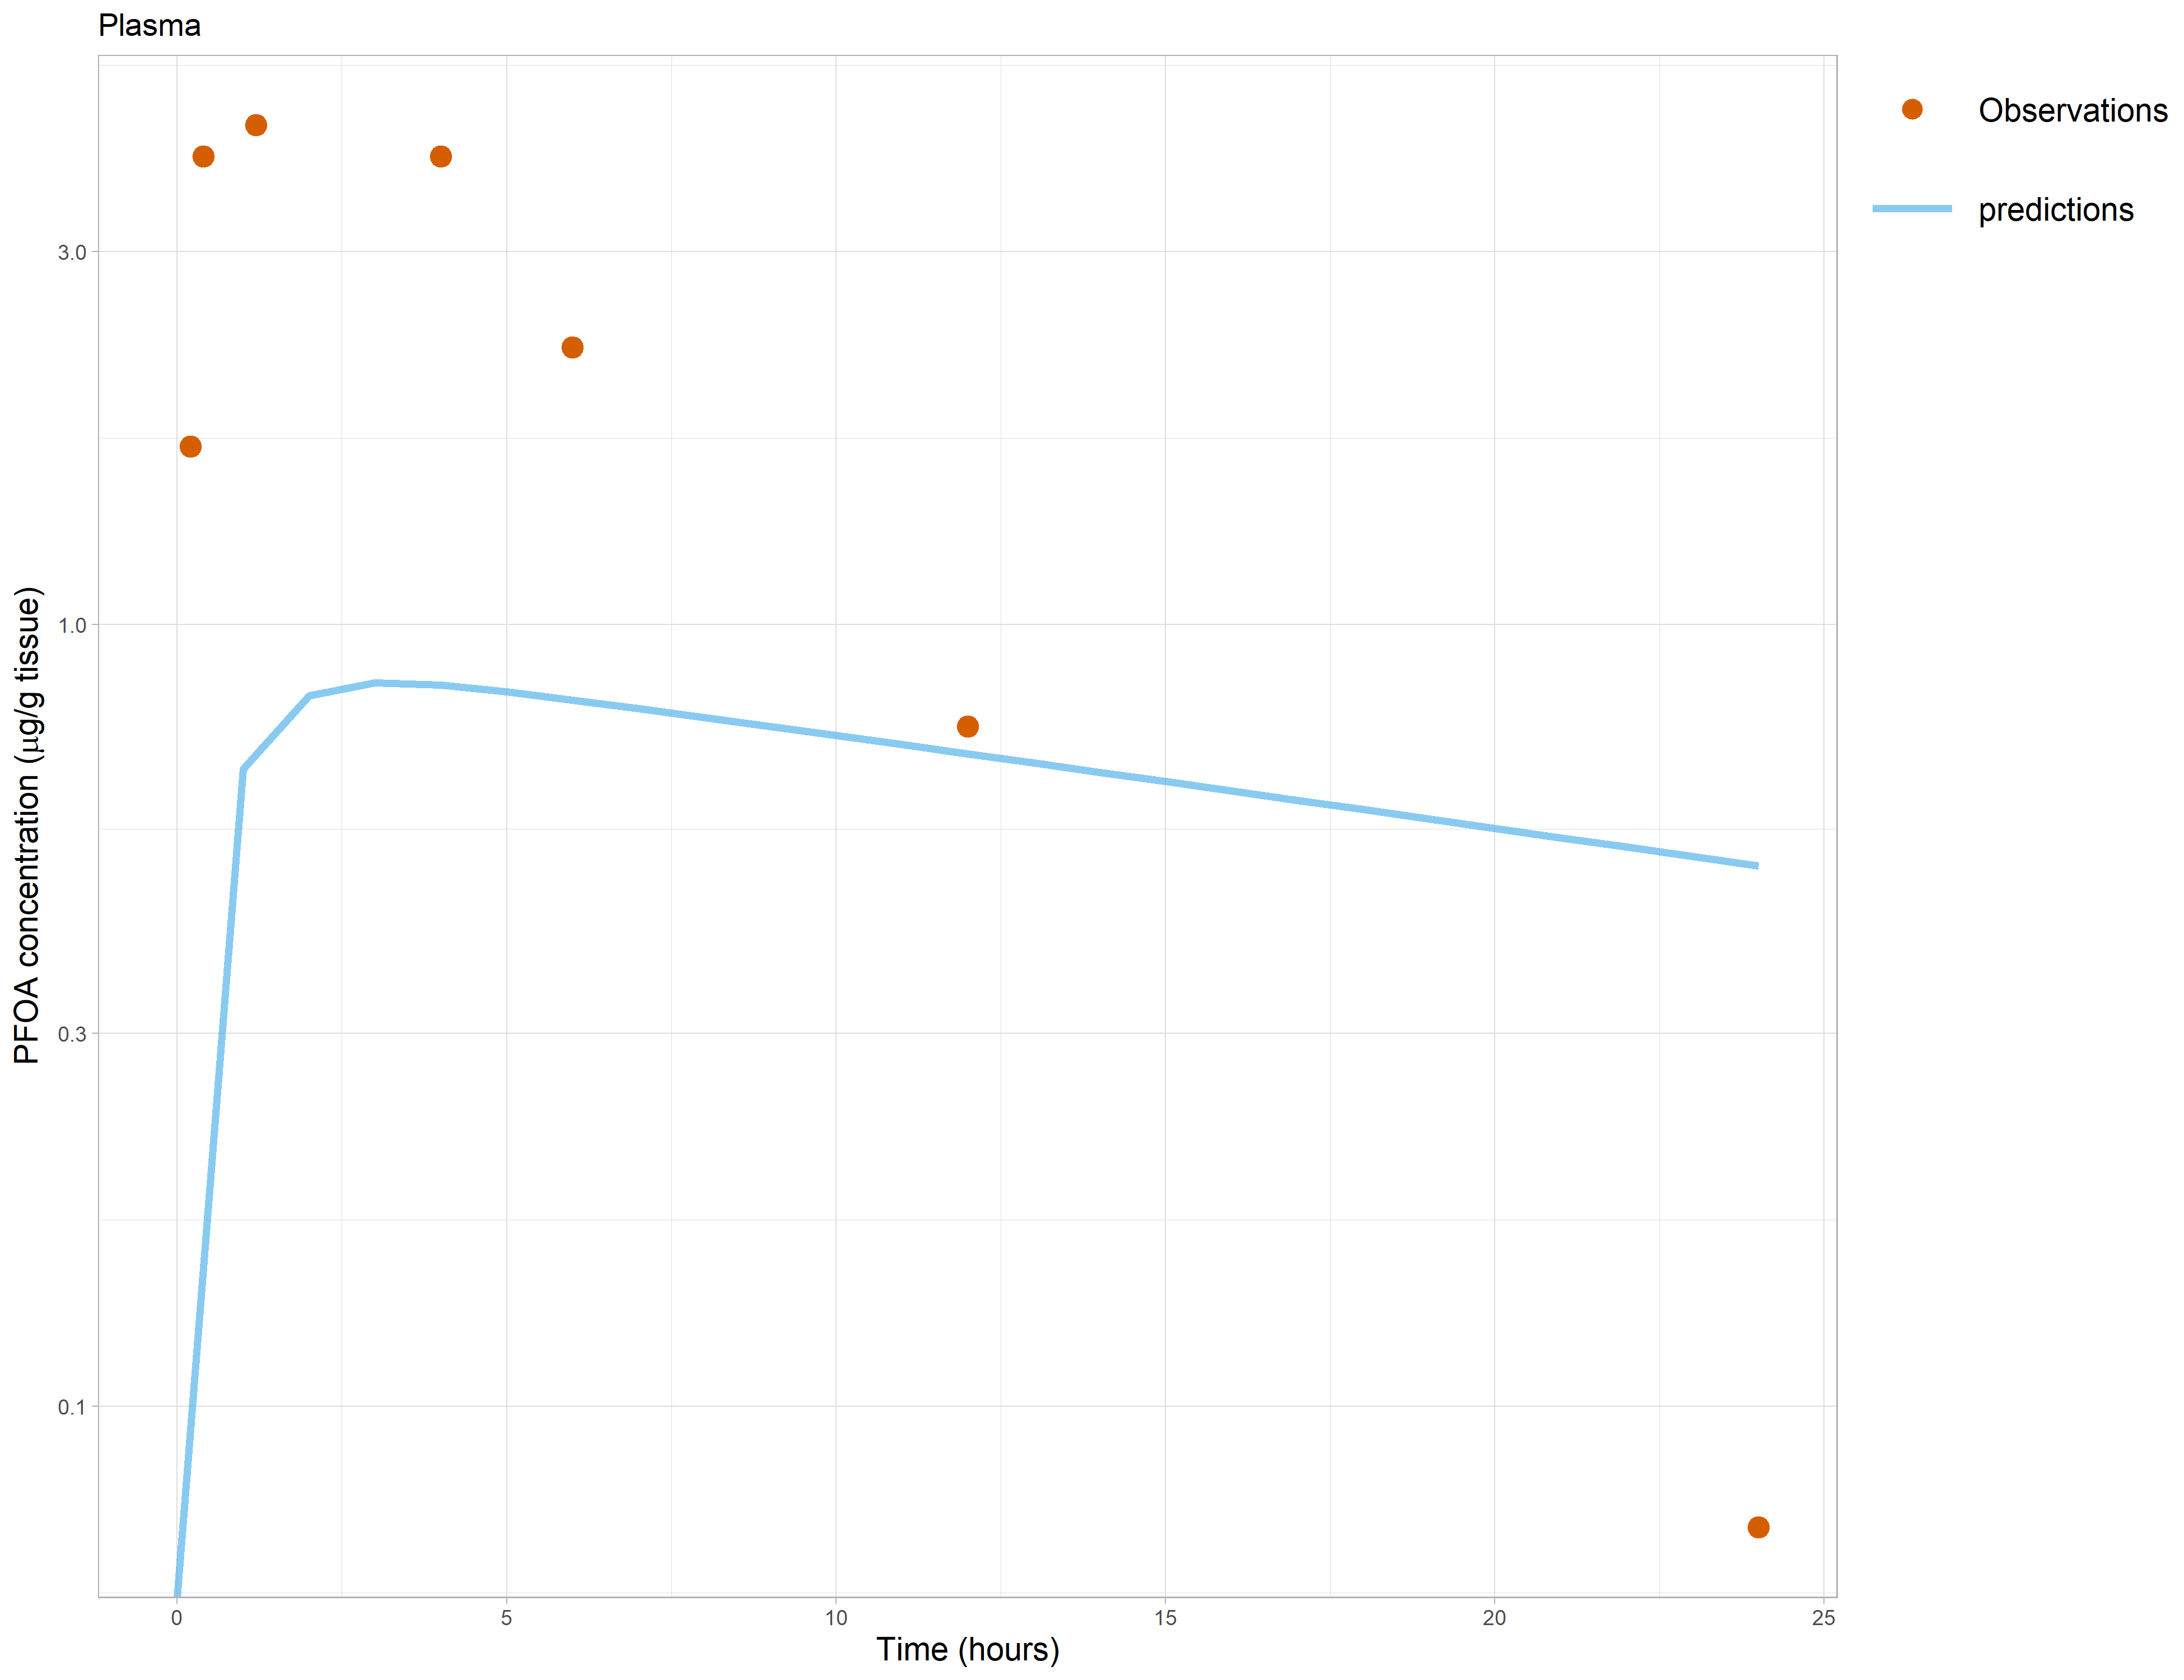 Plasma
Observations
predictions
PFOA concentration (μg/g tissue)
3.0
1.0
0.3
0.1
0
5
10
15
20
25
Time (hours)